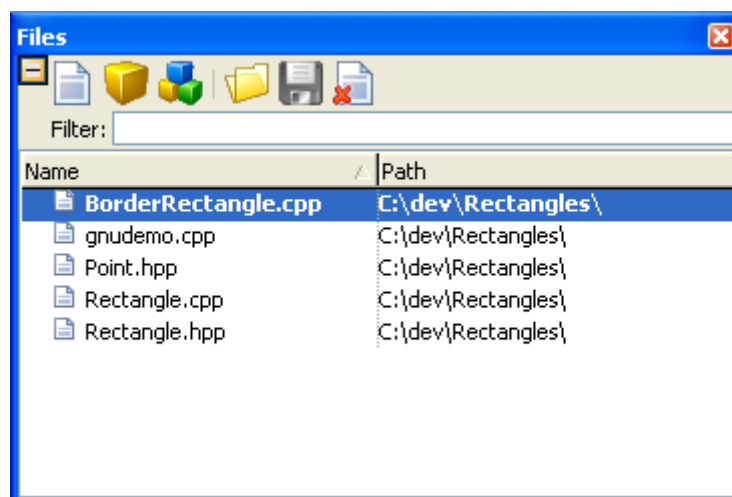 Files
Filter:
Name Path
BorderRectangle.cpp C:\dev\Rectangles\
gnudemo.cpp C:\dev\Rectangles\
Point.hpp C:\dev\Rectangles\
Rectangle.cpp C:\dev\Rectangles\
Rectangle.hpp C:\dev\Rectangles\